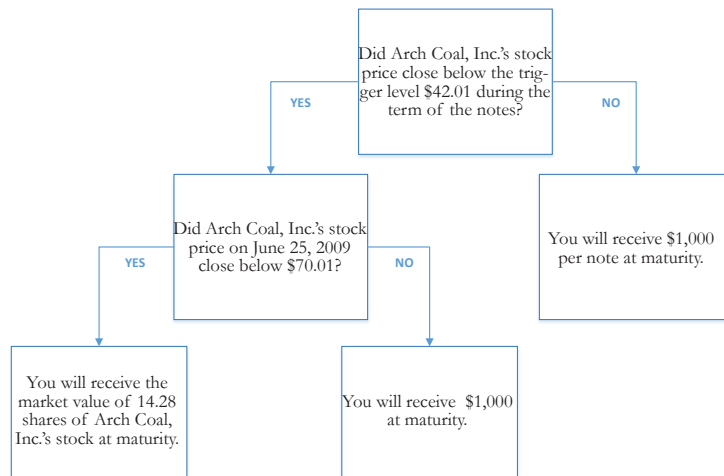 Did Arch Coal, Inc.'s stock
price close below the trig-
ger level $42.01 during the
term of the notes?
YES
NO
Did Arch Coal, Inc.'s stock
price on June 25, 2009
close below $70.01?
You will receive $1,000
per note at maturity.
YES
NO
You will receive the
market value of 14.28
shares of Arch Coal,
Inc.'s stock at maturity.
You will receive $1,000
at maturity.